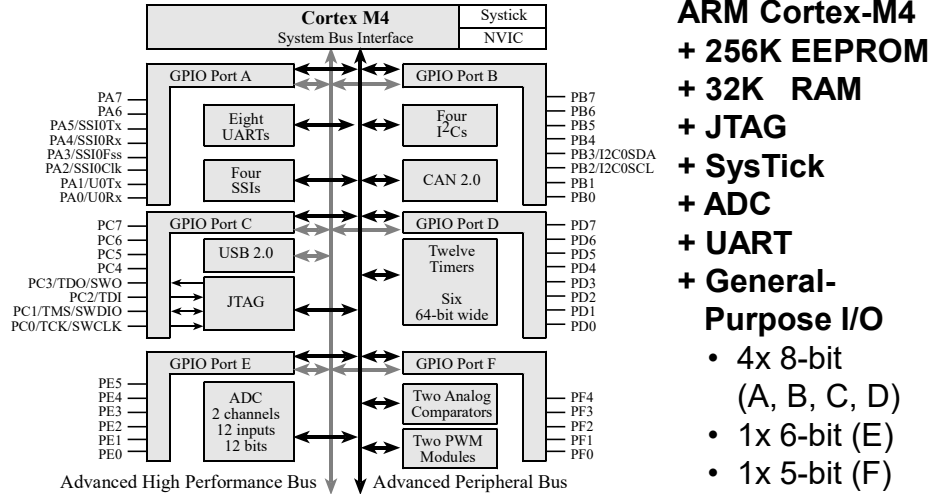 Cortex M4
System Bus Interface
Systick
NVIC
GPIO Port A
PA7
PA6
PA5/SSI0Tx
PA4/SSI0Rx
PA3/SSI0Fss
PA2/SSI0Clk
PA1/U0Tx
PA0/U0Rx
Eight
UARTs
Four
SSIs
GPIO Port B
Four
I2Cs
CAN 2.0
PB7
PB6
PB5
PB4
PB3/I2C0SDA
PB2/I2C0SCL
PB1
PB0
GPIO Port C
PC7
PC6
PC5
PC4
PC3/TDO/SWO
PC2/TDI
PC1/TMS/SWDIO
PC0/TCK/SWCLK
USB 2.0
JTAG
GPIO Port D
Twelve
Timers
Six
64-bit wide
PD7
PD6
PD5
PD4
PD3
PD2
PD1
PD0
GPIO Port E
PE5
PE4
PE3
PE2
PE1
PE0
ADC
2 channels
12 inputs
12 bits
GPIO Port F
Two Analog
Comparators
Two PWM
Modules
PF4
PF3
PF2
PF1
PF0
Advanced High Performance Bus
Advanced Peripheral Bus
ARM Cortex-M4
+ 256K EEPROM
+ 32K RAM
+ JTAG
+ SysTick
+ ADC
+ UART
+ General-
Purpose I/O
• 4x 8-bit
(A, B, C, D)
• 1x 6-bit (E)
• 1x 5-bit (F)